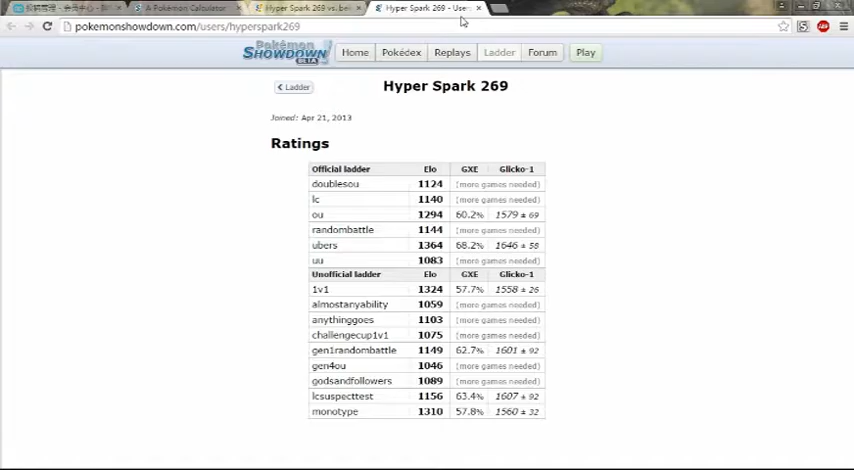 A Pokémon Calculator
Hyper Spark 269 vs. bel
Hyper Spark 269 - User
pokemonshowdown.com/users/hyperspark269
Pokémon
SHOWDOWN
BETA
Home
Pokédex
Replays
Ladder
Forum
Play
Ladder
Hyper Spark 269
Joined: Apr 21, 2013
Ratings
Official ladder Elo GXE Glicko-1
doublesou 1124 (more games needed)
lc 1140 (more games needed)
ou 1294 60.2% 1579 ± 69
randombattle 1144 (more games needed)
ubers 1364 68.2% 1646 ± 58
uu 1083 (more games needed)
Unofficial ladder Elo GXE Glicko-1
1v1 1324 57.7% 1558 ± 26
almostanyability 1059 (more games needed)
anythinggoes 1103 (more games needed)
challengecup1v1 1075 (more games needed)
gen1randombattle 1149 62.7% 1601 ± 92
gen4ou 1046 (more games needed)
godsandfollowers 1089 (more games needed)
lcsuspecttest 1156 63.4% 1607 ± 92
monotype 1310 57.8% 1560 ± 32